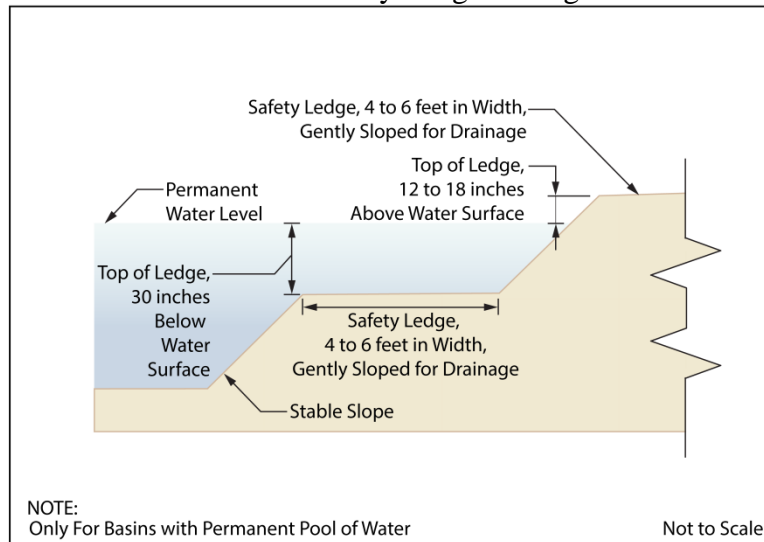 Safety Ledge, 4 to 6 feet in Width,
Gently Sloped for Drainage
Top of Ledge,
12 to 18 inches
Above Water Surface
Permanent
Water Level
Top of Ledge,
30 inches
Below
Water
Surface
Safety Ledge,
4 to 6 feet in Width,
Gently Sloped for Drainage
Stable Slope
NOTE:
Only For Basins with Permanent Pool of Water
Not to Scale